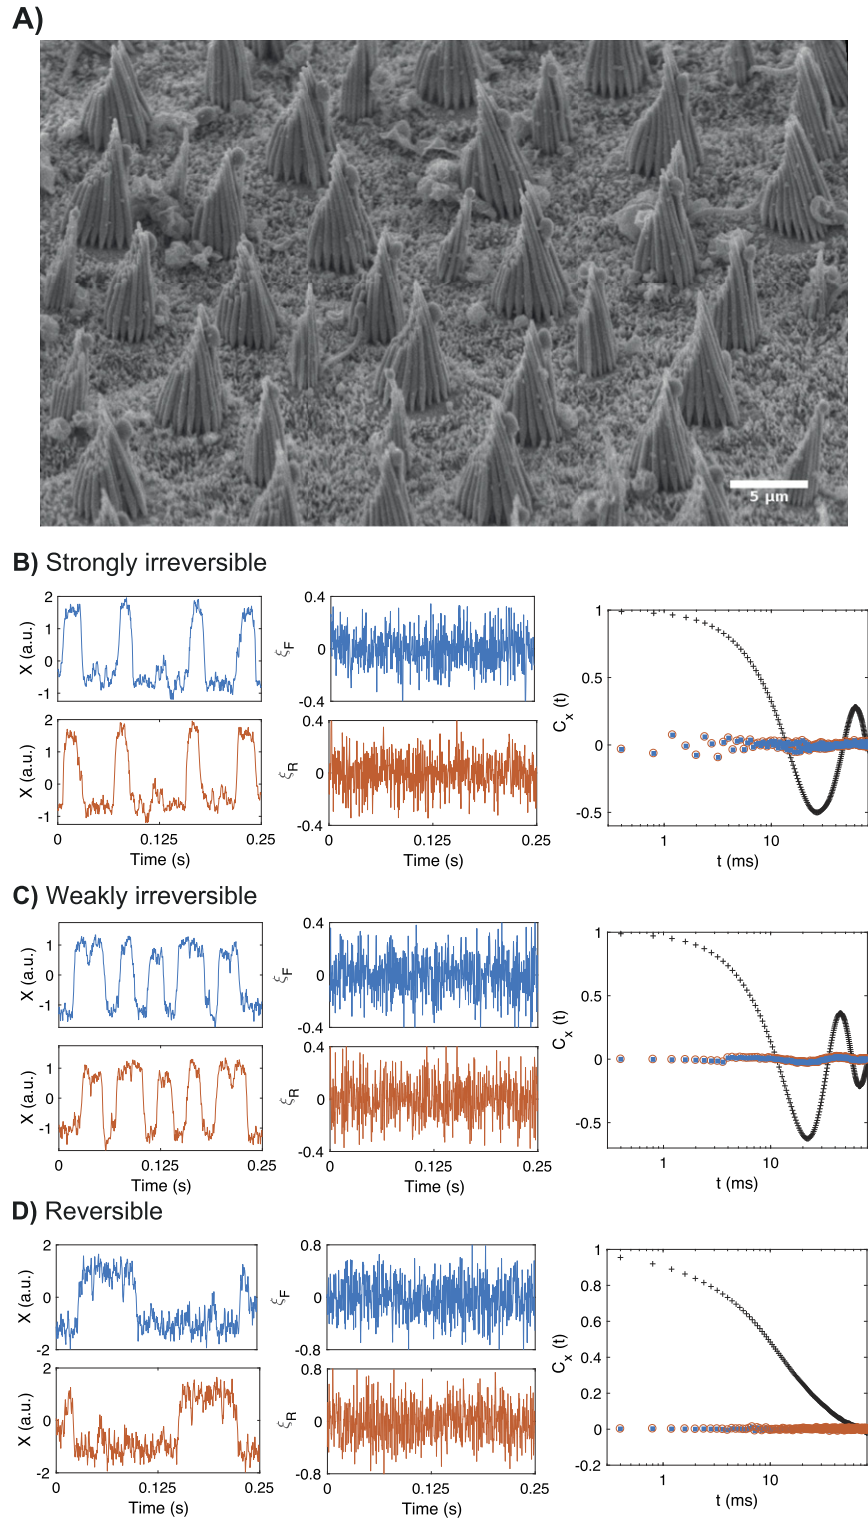 A)
5 µm
B) Strongly irreversible
2
1
0
-1
X (a.u.)
0.4
0
-0.4
ξF
2
1
0
-1
X (a.u.)
0
0.125
0.25
Time (s)
0.4
0
-0.4
ξR
0
0.125
0.25
Time (s)
1
0.5
0
-0.5
Cx (t)
1
10
t (ms)
C) Weakly irreversible
1
0
-1
X (a.u.)
0.4
0
-0.4
ξF
1
0
-1
X (a.u.)
0
0.125
0.25
Time (s)
0.4
0
-0.4
ξR
0
0.125
0.25
Time (s)
1
0.5
0
-0.5
Cx (t)
1
10
t (ms)
D) Reversible
2
0
-2
X (a.u.)
0.8
0
-0.8
ξF
2
0
-2
X (a.u.)
0
0.125
0.25
Time (s)
0.8
0
-0.8
ξR
0
0.125
0.25
Time (s)
1
0.8
0.6
0.4
0.2
0
-0.2
Cx (t)
1
10
t (ms)